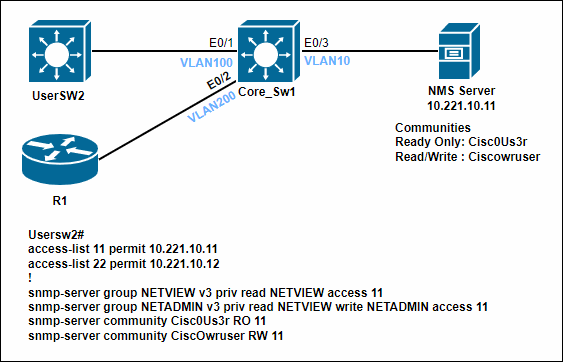 E0/1
E0/3
VLAN100
VLAN10
E0/2
VLAN200
UserSW2
Core_Sw1
NMS Server
10.221.10.11
Communities
Ready Only: Cisc0Us3r
Read/Write : Ciscowruser
R1
Usersw2#
access-list 11 permit 10.221.10.11
access-list 22 permit 10.221.10.12
!
snmp-server group NETVIEW v3 priv read NETVIEW access 11
snmp-server group NETADMIN v3 priv read NETVIEW write NETADMIN access 11
snmp-server community Cisc0Us3r RO 11
snmp-server community CiscOwruser RW 11